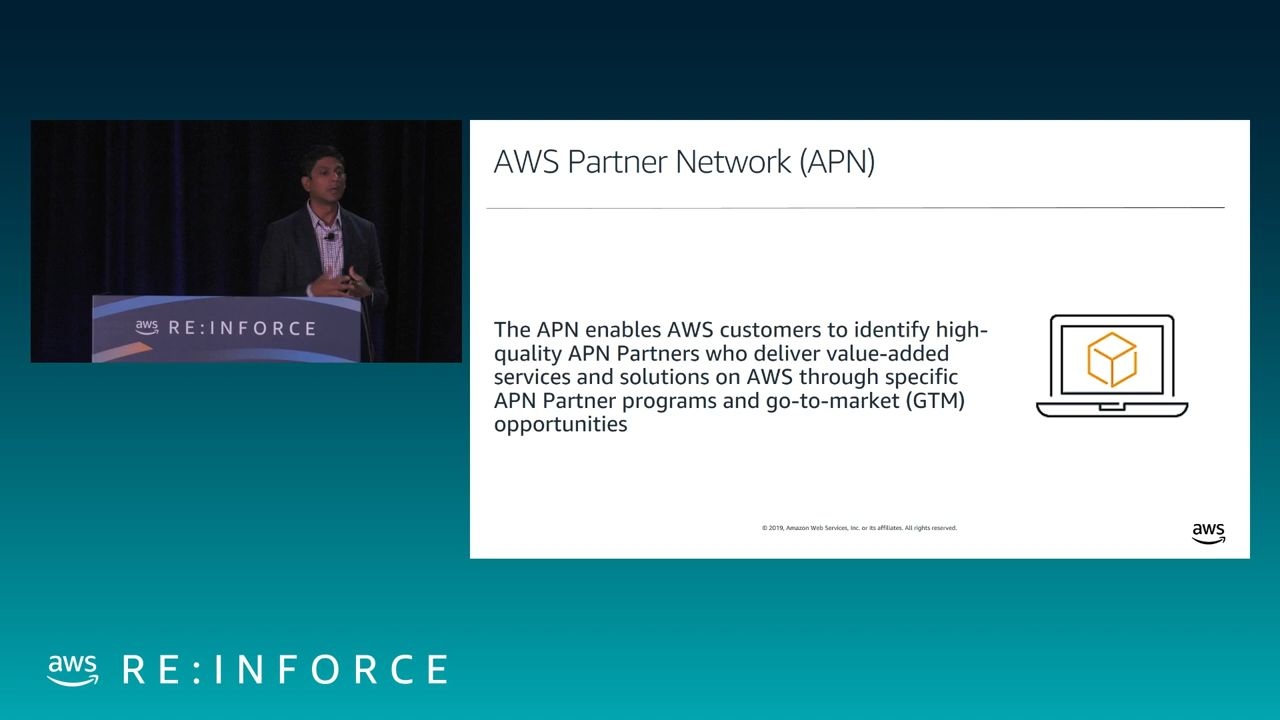 AWS Partner Network (APN)
aws RE:INFORCE
The APN enables AWS customers to identify high-
quality APN Partners who deliver value-added
services and solutions on AWS through specific
APN Partner programs and go-to-market (GTM)
opportunities
© 2019, Amazon Web Services, Inc. or its affiliates. All rights reserved.
aws
aws RE:INFORCE